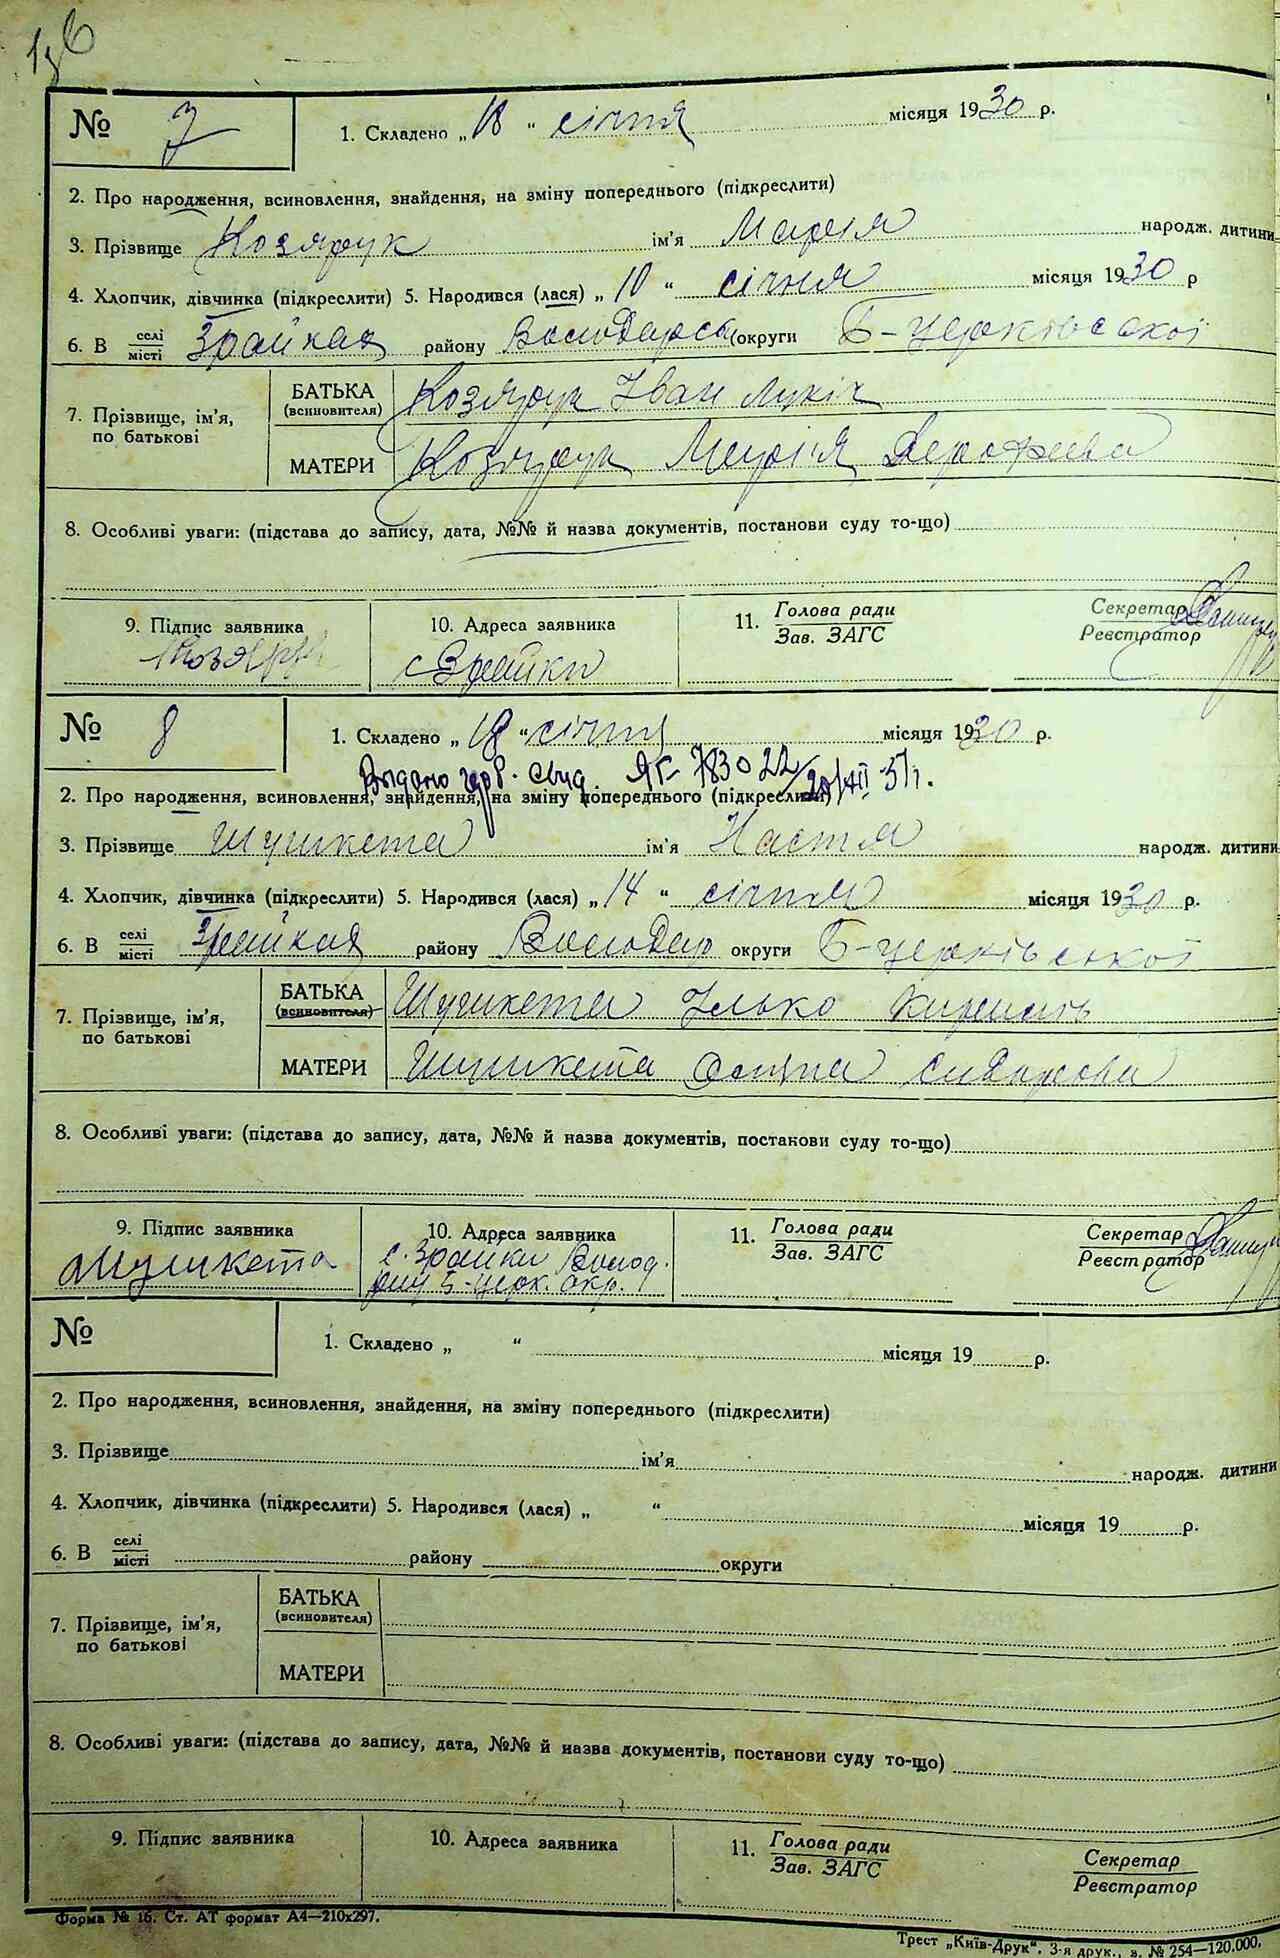 № 7
1. Складено „18“ січня місяця 1930 р.
2. Про народження, всиновлення, знайдення, на зміну попереднього (підкреслити)
3. Прізвище Козярук ім'я Марія народж. дитини
4. Хлопчик, дівчинка (підкреслити) 5. Народився (лася) „10“ січня місяця 1930 р
6. В селі/місті Зрайках району Володарськ округи Б-церківської
7. Прізвище, ім'я, по батькові
БАТЬКА (всиновителя) Козярук Іван Лукіч
МАТЕРИ Козярук Марія Дорофеева
8. Особливі уваги: (підстава до запису, дата, №№ й назва документів, постанови суду то-що)
9. Підпис заявника
10. Адреса заявника
11. Голова ради
Зав. ЗАГС
Секретар
Реєстратор
с Зрайки
№ 8
1. Складено „18“ січня місяця 1930 р.
Выдано свид. ЯГ-783022
2. Про народження, всиновлення, знайдення, на зміну попереднього (підкреслити)
3. Прізвище Шушкета ім'я Настя народж. дитини
4. Хлопчик, дівчинка (підкреслити) 5. Народився (лася) „14“ січня місяця 1930 р.
6. В селі/місті Зрайках району Володар округи Б-церківської
7. Прізвище, ім'я, по батькові
БАТЬКА (всиновителя) Шушкета Ілько
МАТЕРИ Шушкета
8. Особливі уваги: (підстава до запису, дата, №№ й назва документів, постанови суду то-що)
9. Підпис заявника
10. Адреса заявника
11. Голова ради
Зав. ЗАГС
Секретар
Реєстратор
Шушкета
с. Зрайки Волод.
Б-церк. окр.
№
1. Складено „ “ місяця 19 р.
2. Про народження, всиновлення, знайдення, на зміну попереднього (підкреслити)
3. Прізвище ім'я народж. дитини
4. Хлопчик, дівчинка (підкреслити) 5. Народився (лася) „ “ місяця 19 р.
6. В селі/місті району округи
7. Прізвище, ім'я, по батькові
БАТЬКА (всиновителя)
МАТЕРИ
8. Особливі уваги: (підстава до запису, дата, №№ й назва документів, постанови суду то-що)
9. Підпис заявника
10. Адреса заявника
11. Голова ради
Зав. ЗАГС
Секретар
Реєстратор
Форма № 16. Ст. АТ формат А4—210х297.
Трест „Київ-Друк“. 3-я друк., з. № 254—120.000.